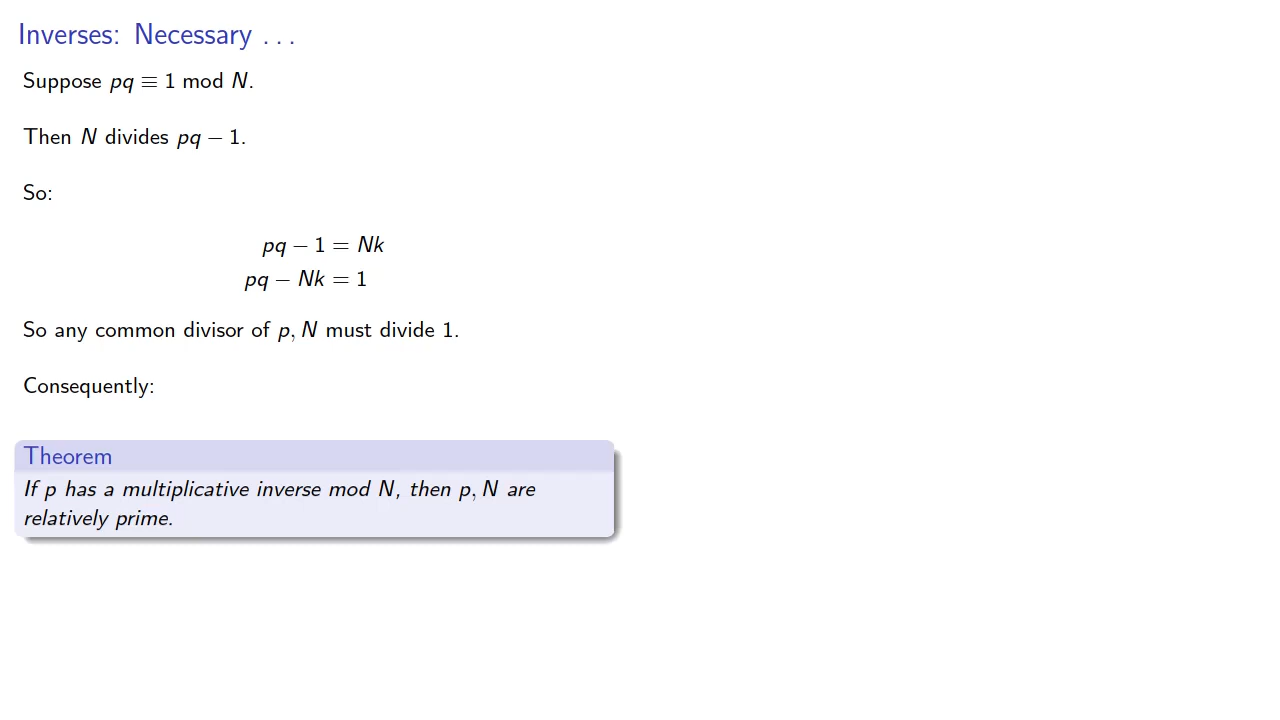 Inverses: Necessary ...
Suppose pq ≡ 1 mod N.
Then N divides pq − 1.
So:
pq − 1 = Nk
pq − Nk = 1
So any common divisor of p, N must divide 1.
Consequently:
Theorem
If p has a multiplicative inverse mod N, then p, N are
relatively prime.